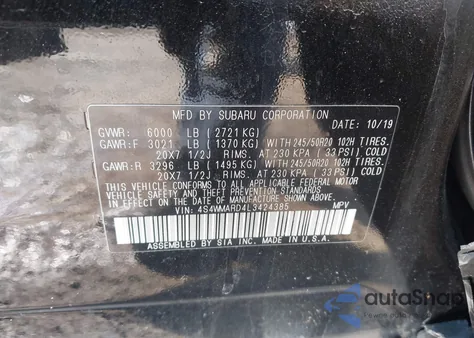 MFD BY SUBARU CORPORATION
GVWR: 6000 LB (2721 KG) DATE: 10/19
GAWR:F 3021 LB (1370 KG) WITH 245/50R20 102H TIRES,
20X7 1/2J RIMS. AT 230 KPA (33 PSI) COLD
GAWR:R 3296 LB (1495 KG) WITH 245/50R20 102H TIRES,
20X7 1/2J RIMS. AT 230 KPA (33 PSI) COLD
THIS VEHICLE CONFORMS TO ALL APPLICABLE FEDERAL MOTOR
VEHICLE SAFETY AND THEFT PREVENTION STANDARDS
IN EFFECT ON THE DATE OF MANUFACTURE SHOWN ABOVE.
VIN: 4S4WMARD4L3424385 MPV
ASSEMBLED BY SIA INC. MADE IN U.S.A.
autoSnap